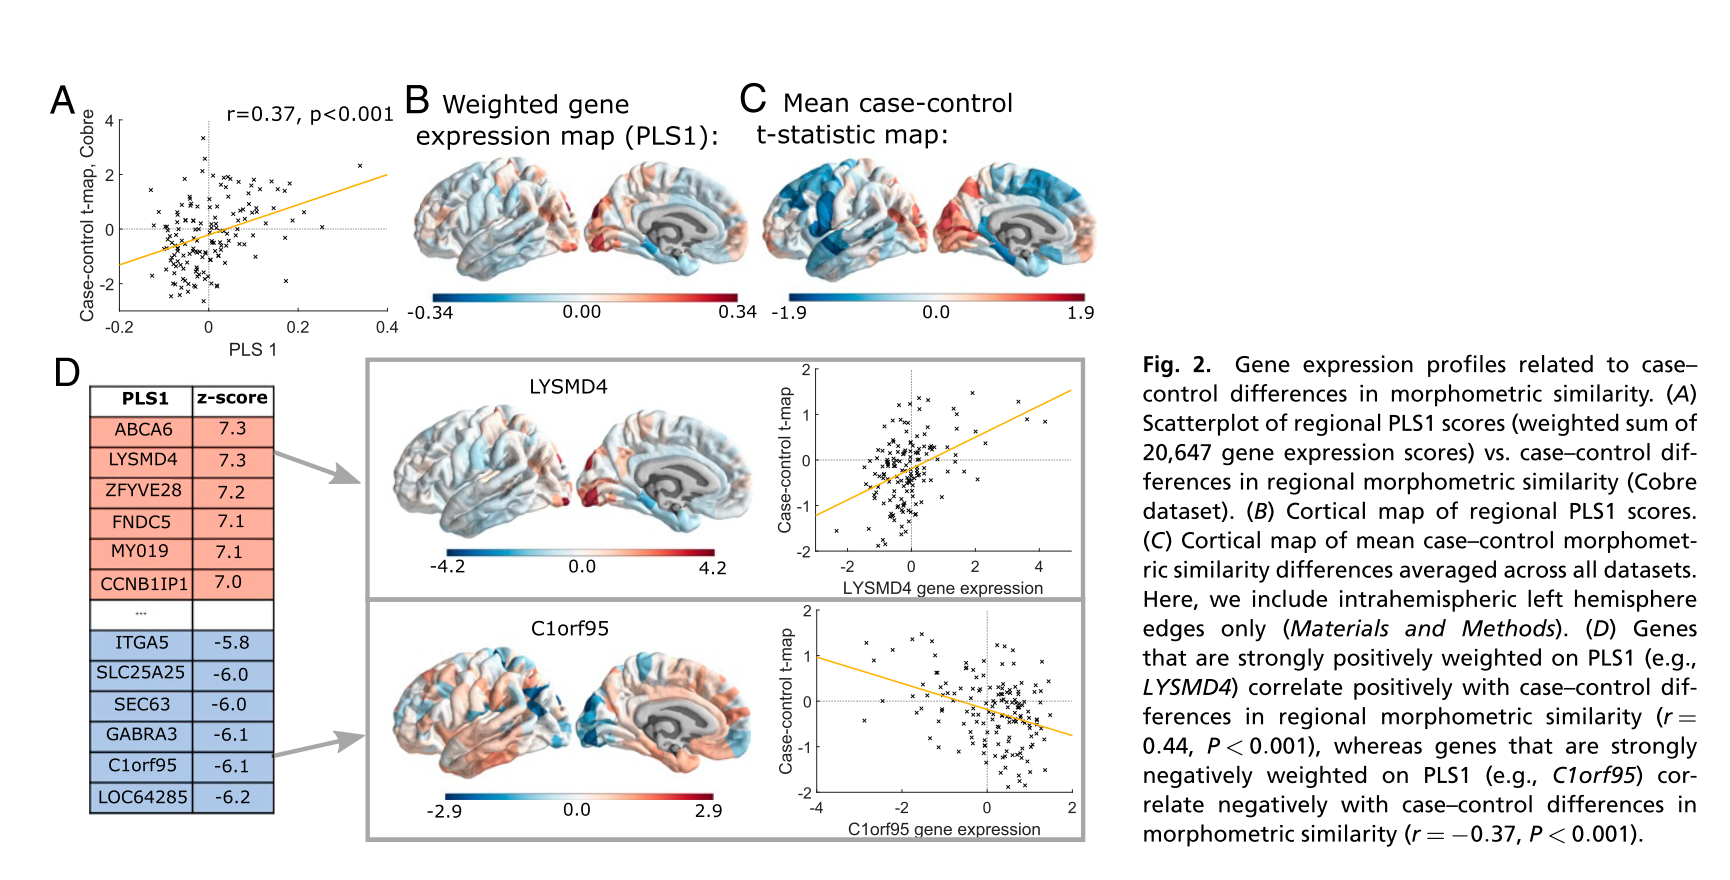 A
r=0.37, p<0.001
Case-control t-map, Cobre
4
2
0
-2
-0.2
0
0.2
0.4
PLS 1
B
Weighted gene
expression map (PLS1):
-0.34
0.00
0.34
C
Mean case-control
t-statistic map:
-1.9
0.0
1.9
D
PLS1 z-score
ABCA6 7.3
LYSMD4 7.3
ZFYVE28 7.2
FNDC5 7.1
MY019 7.1
CCNB1IP1 7.0
...
ITGA5 -5.8
SLC25A25 -6.0
SEC63 -6.0
GABRA3 -6.1
C1orf95 -6.1
LOC64285 -6.2
LYSMD4
-4.2
0.0
4.2
Case-control t-map
2
1
0
-1
-2
-2
0
2
4
LYSMD4 gene expression
C1orf95
-2.9
0.0
2.9
Case-control t-map
2
1
0
-1
-2
-4
-2
0
2
C1orf95 gene expression
Fig. 2. Gene expression profiles related to case–
control differences in morphometric similarity. (A)
Scatterplot of regional PLS1 scores (weighted sum of
20,647 gene expression scores) vs. case–control dif-
ferences in regional morphometric similarity (Cobre
dataset). (B) Cortical map of regional PLS1 scores.
(C) Cortical map of mean case–control morphomet-
ric similarity differences averaged across all datasets.
Here, we include intrahemispheric left hemisphere
edges only (Materials and Methods). (D) Genes
that are strongly positively weighted on PLS1 (e.g.,
LYSMD4) correlate positively with case–control dif-
ferences in regional morphometric similarity (r =
0.44, P < 0.001), whereas genes that are strongly
negatively weighted on PLS1 (e.g., C1orf95) cor-
relate negatively with case–control differences in
morphometric similarity (r = −0.37, P < 0.001).